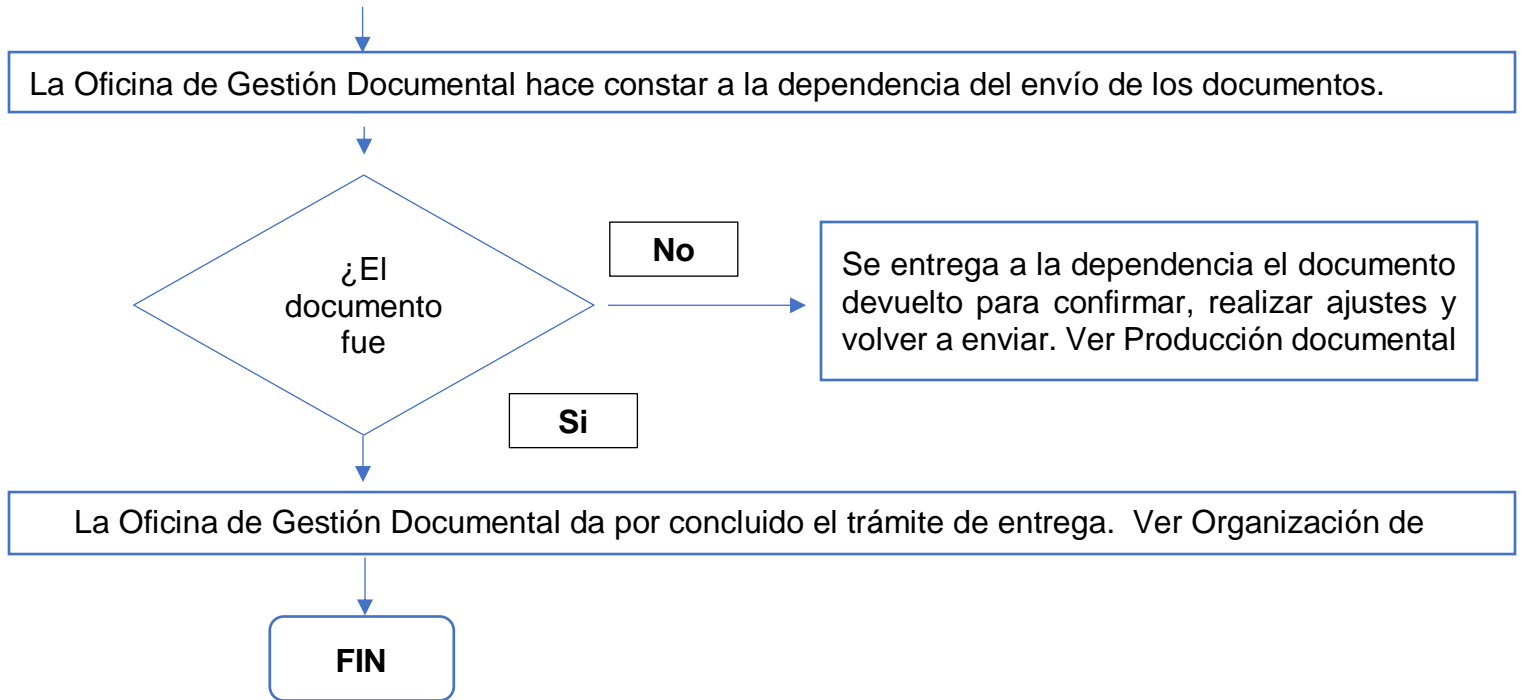 La Oficina de Gestión Documental hace constar a la dependencia del envío de los documentos.
¿El
documento
fue
No
Se entrega a la dependencia el documento
devuelto para confirmar, realizar ajustes y
volver a enviar. Ver Producción documental
Si
La Oficina de Gestión Documental da por concluido el trámite de entrega. Ver Organización de
FIN